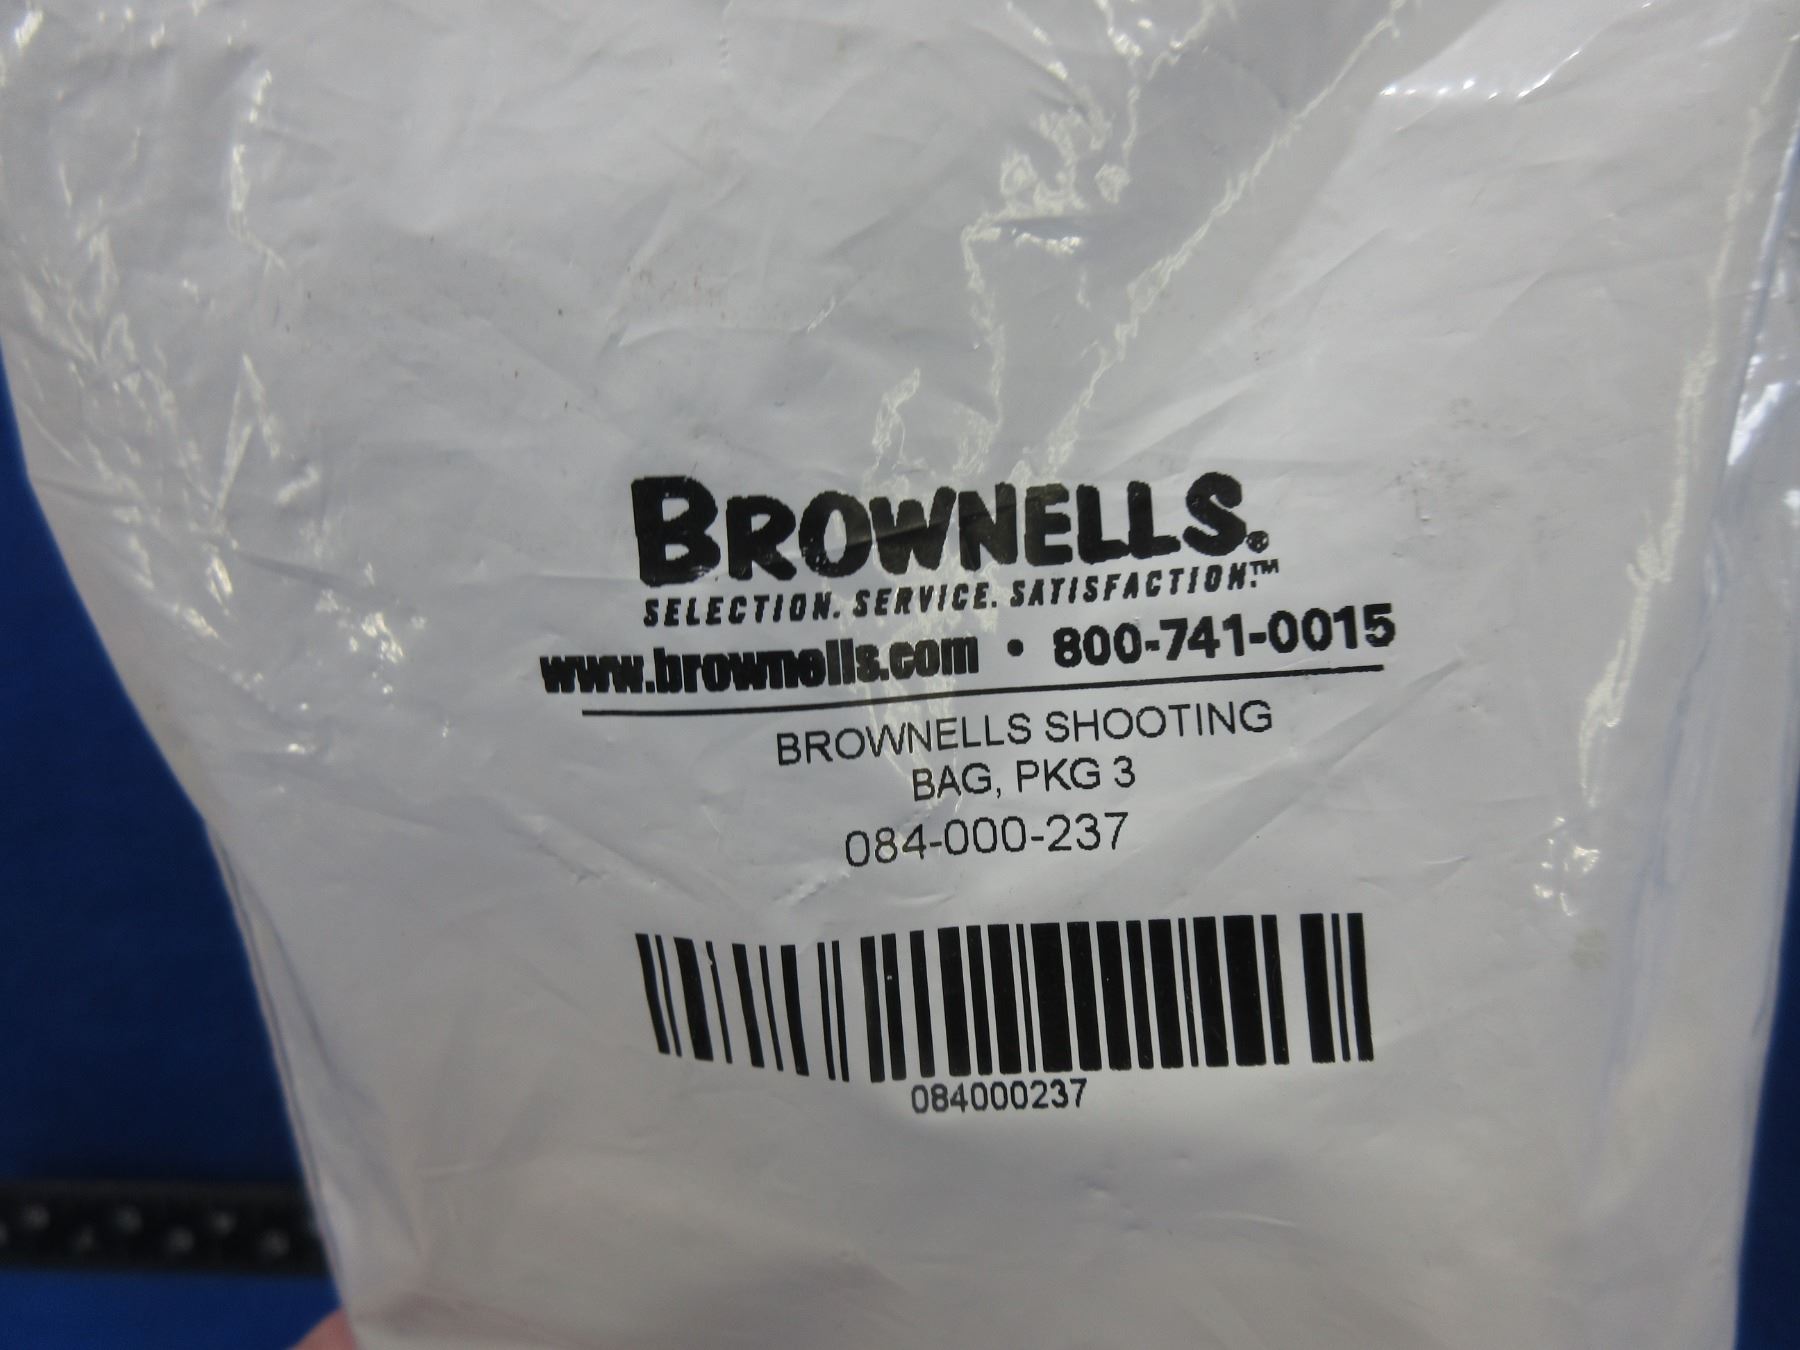 BROWNELLS®
SELECTION. SERVICE. SATISFACTION.™
www.brownells.com • 800-741-0015
BROWNELLS SHOOTING
BAG, PKG 3
084-000-237
084000237